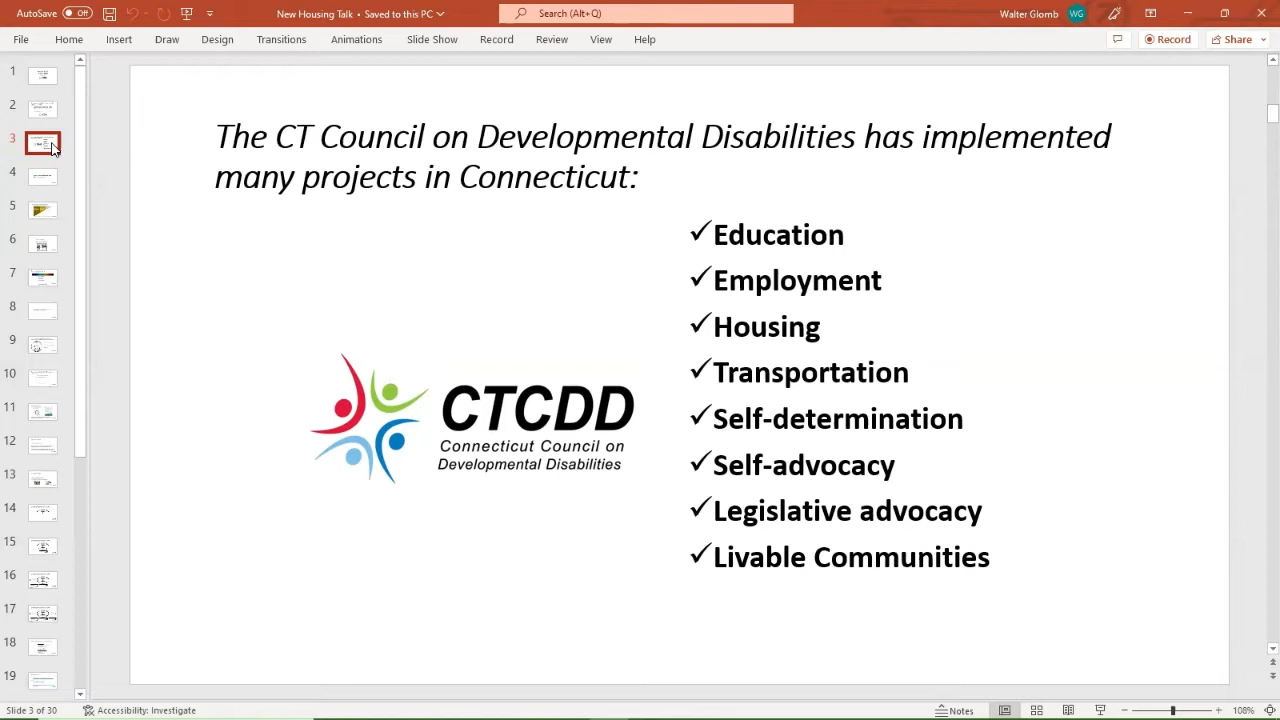 AutoSave Off New Housing Talk • Saved to this PC Search (Alt+Q) Walter Glomb WG
File Home Insert Draw Design Transitions Animations Slide Show Record Review View Help Record Share
1
2
3
4
5
7
8
10
11
12
15
16
17
18
19
The CT Council on Developmental Disabilities has implemented
many projects in Connecticut:
✓Education
✓Employment
✓Housing
✓Transportation
✓Self-determination
✓Self-advocacy
✓Legislative advocacy
✓Livable Communities
CTCDD
Connecticut Council on
Developmental Disabilities
Slide 3 of 30 Accessibility: Investigate Notes 108%